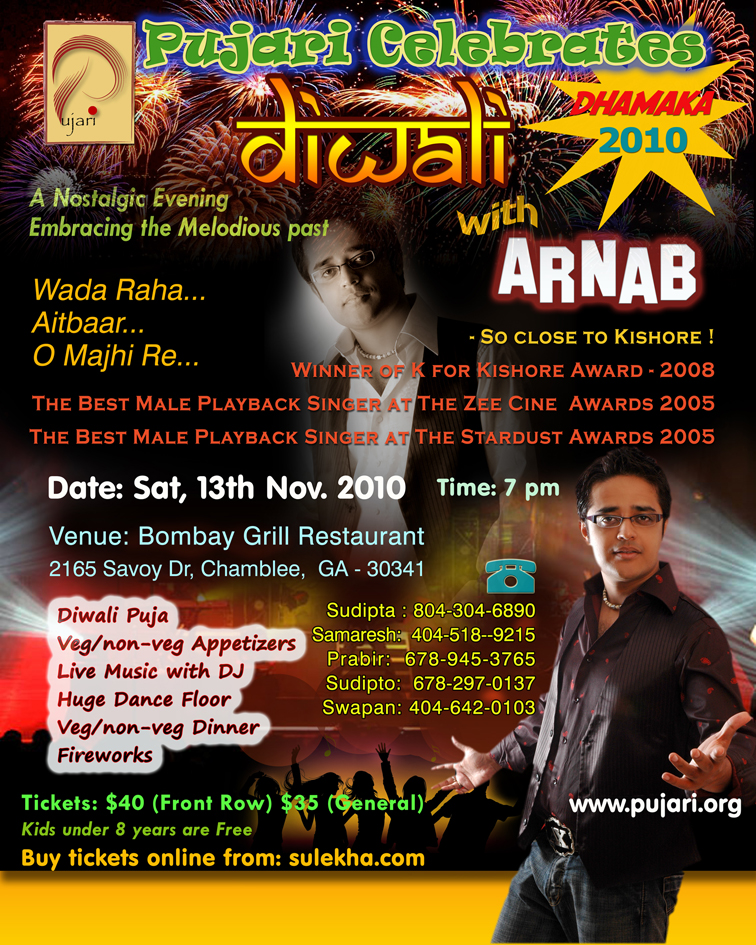 Pujari
Pujari Celebrates
DHAMAKA
2010
diwali
A Nostalgic Evening
Embracing the Melodious past
with
ARNAB
Wada Raha...
Aitbaar...
O Majhi Re...
- So close to Kishore !
Winner of K for Kishore Award - 2008
The Best Male Playback Singer at The Zee Cine Awards 2005
The Best Male Playback Singer at The Stardust Awards 2005
Date: Sat, 13th Nov. 2010
Time: 7 pm
Venue: Bombay Grill Restaurant
2165 Savoy Dr, Chamblee, GA - 30341
Diwali Puja
Veg/non-veg Appetizers
Live Music with DJ
Huge Dance Floor
Veg/non-veg Dinner
Fireworks
Sudipta : 804-304-6890
Samaresh: 404-518--9215
Prabir: 678-945-3765
Sudipto: 678-297-0137
Swapan: 404-642-0103
Tickets: $40 (Front Row) $35 (General)
Kids under 8 years are Free
Buy tickets online from: sulekha.com
www.pujari.org